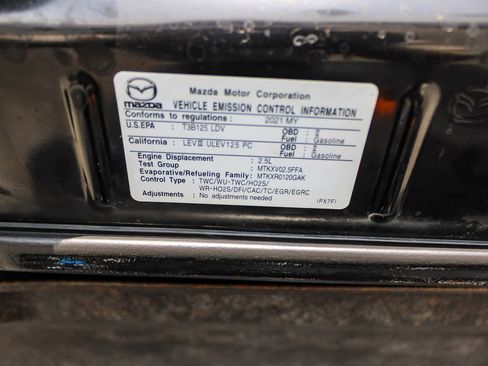 Mazda Motor Corporation
mazda VEHICLE EMISSION CONTROL INFORMATION
Conforms to regulations : 2021 MY
U.S.EPA : T3B125 LDV OBD : Ⅱ
Fuel : Gasoline
California : LEVⅢ ULEV125 PC OBD : Ⅱ
Fuel : Gasoline
Engine Displacement : 2.5L
Test Group : MTKXV02.5FFA
Evaporative/Refueling Family : MTKXR0120GAK
Control Type : TWC/WU-TWC/HO2S/
WR-HO2S/DFI/CAC/TC/EGR/EGRC
Adjustments : No adjustments needed
(PX7F)